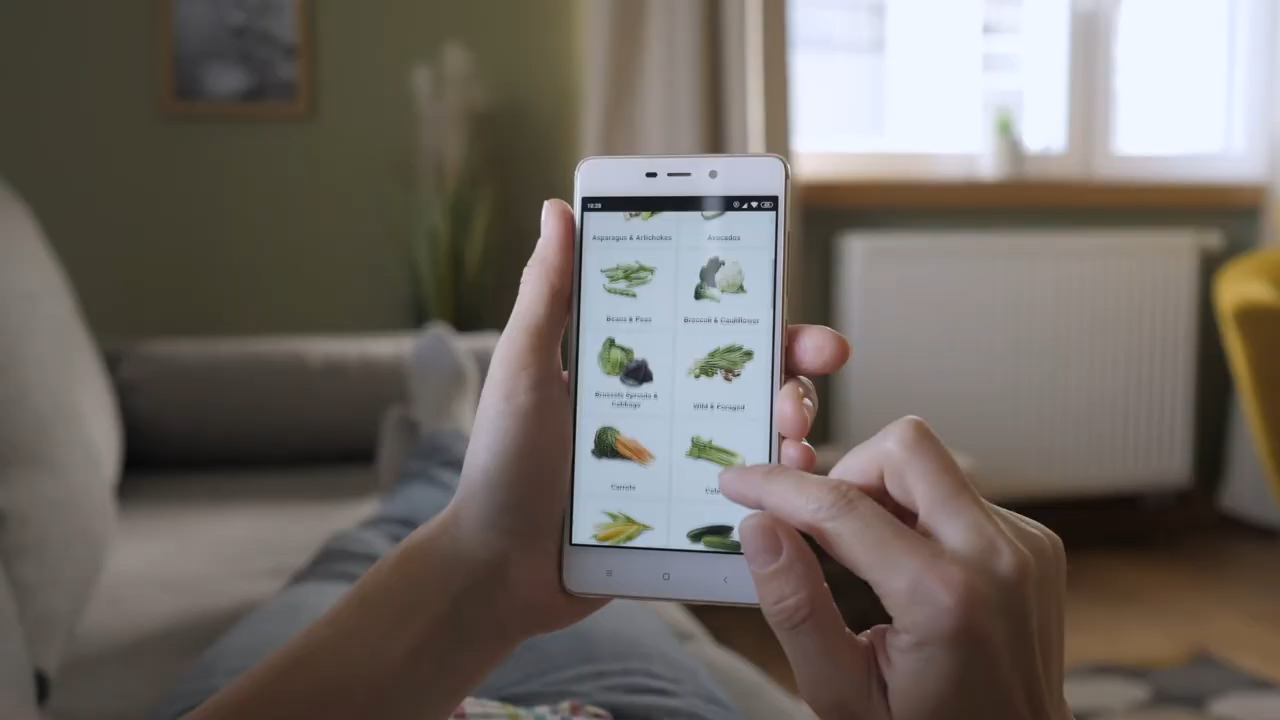 Asparagus & Artichokes
Avocados
Beans & Peas
Broccoli & Cauliflower
Brussels Sprouts &
Cabbage
Wild & Foraged
Carrots